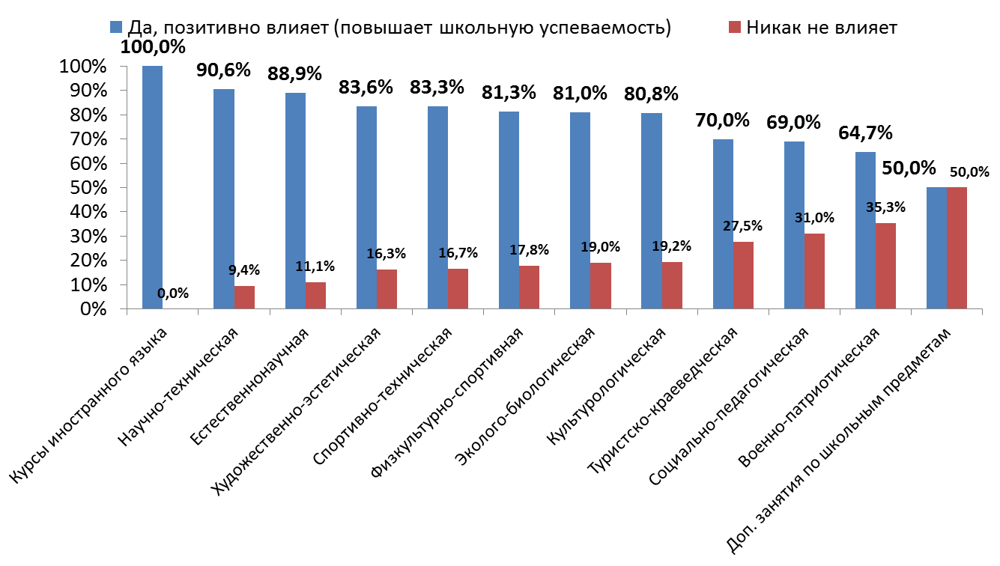 Да, позитивно влияет (повышает школьную успеваемость)
Никак не влияет
100,0%
90,6%
88,9%
83,6%
83,3%
81,3%
81,0%
80,8%
70,0%
69,0%
64,7%
50,0%
0,0%
9,4%
11,1%
16,3%
16,7%
17,8%
19,0%
19,2%
27,5%
31,0%
35,3%
50,0%
100%
90%
80%
70%
60%
50%
40%
30%
20%
10%
0%
Курсы иностранного языка
Научно-техническая
Естественнонаучная
Художественно-эстетическая
Спортивно-техническая
Физкультурно-спортивная
Эколого-биологическая
Культурологическая
Туристско-краеведческая
Социально-педагогическая
Военно-патриотическая
Доп. занятия по школьным предметам